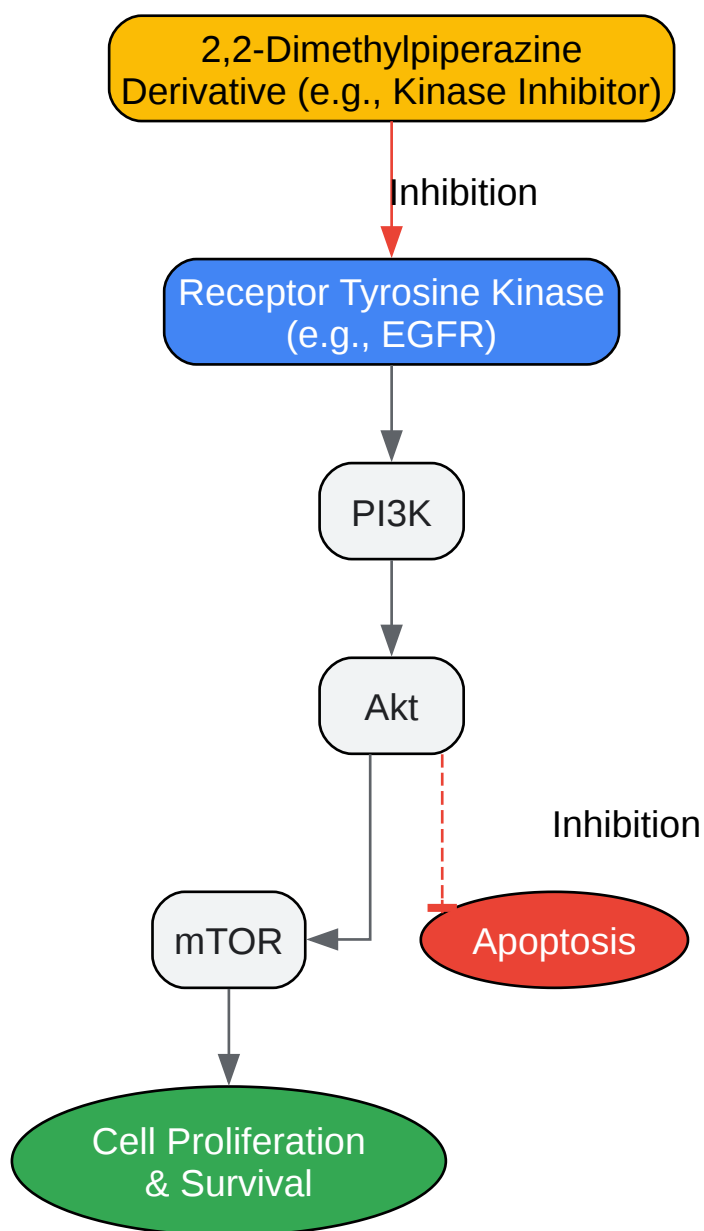 2,2-Dimethylpiperazine
Derivative (e.g., Kinase Inhibitor)
Inhibition
Receptor Tyrosine Kinase
(e.g., EGFR)
PI3K
Akt
Inhibition
mTOR
Apoptosis
Cell Proliferation
& Survival